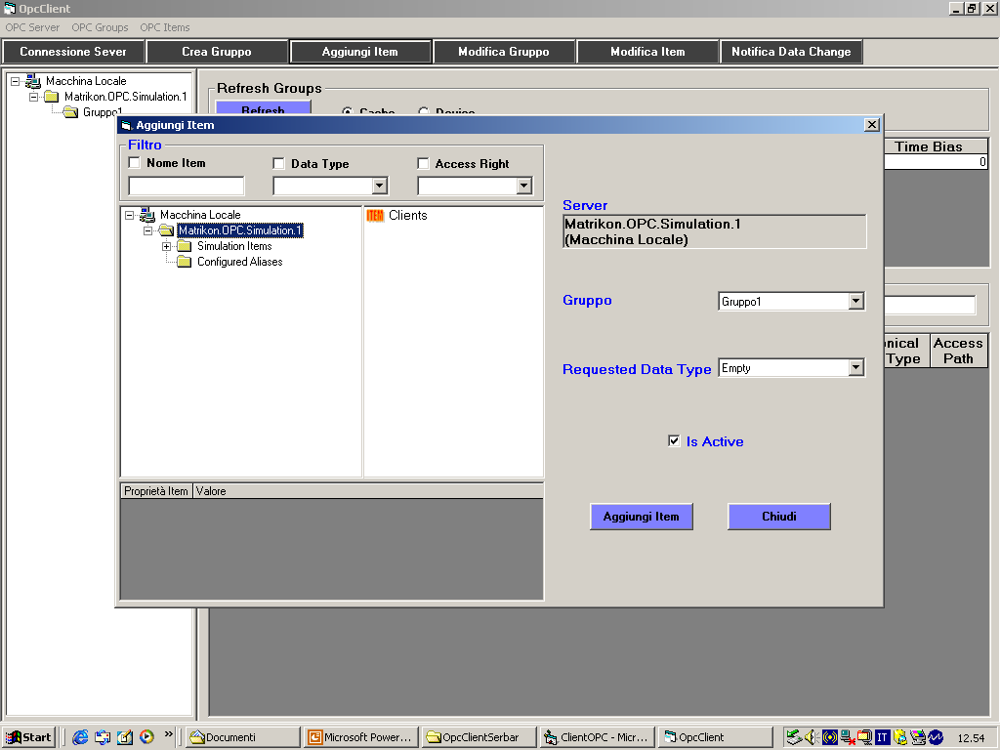 OpcClient
OPC Server OPC Groups OPC Items
Connessione Sever Crea Gruppo Aggiungi Item Modifica Gruppo Modifica Item Notifica Data Change
Macchina Locale
Matrikon.OPC.Simulation.1
Gruppo1
Refresh Groups
Refresh Cache Device
Time Bias
0
Aggiungi Item
Filtro
Nome Item Data Type Access Right
Macchina Locale
Matrikon.OPC.Simulation.1
Simulation Items
Configured Aliases
ITEM Clients
Server
Matrikon.OPC.Simulation.1
(Macchina Locale)
Gruppo Gruppo1
Requested Data Type Empty
Is Active
Aggiungi Item Chiudi
Proprietà Item Valore
Access
Type Path
Start Documenti Microsoft Power... OpcClientSerbar ClientOPC - Micr... OpcClient IT 12.54